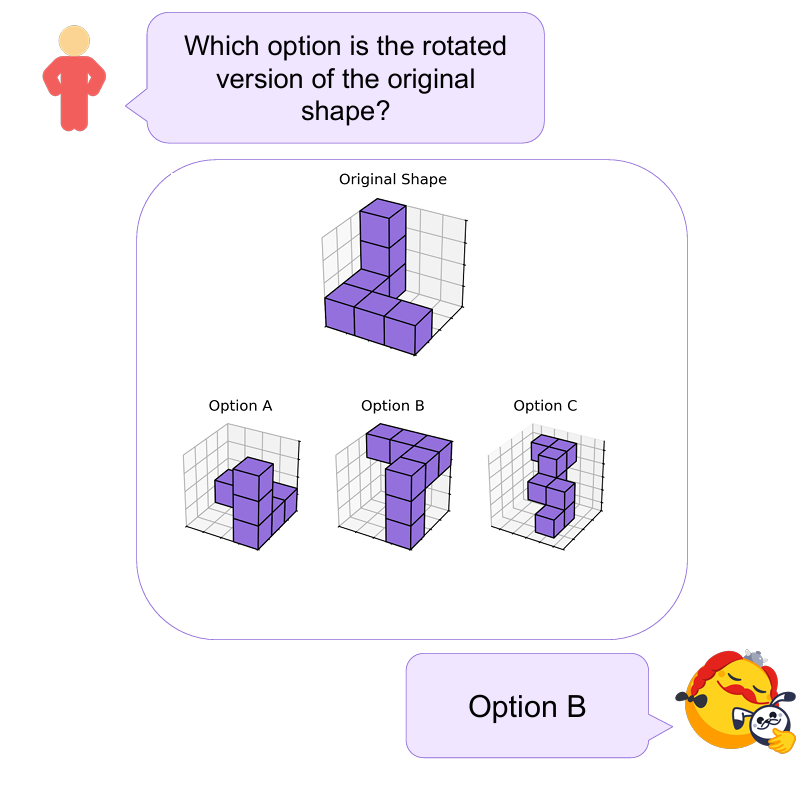 Which option is the rotated
version of the original
shape?
Original Shape
Option A
Option B
Option C
Option B